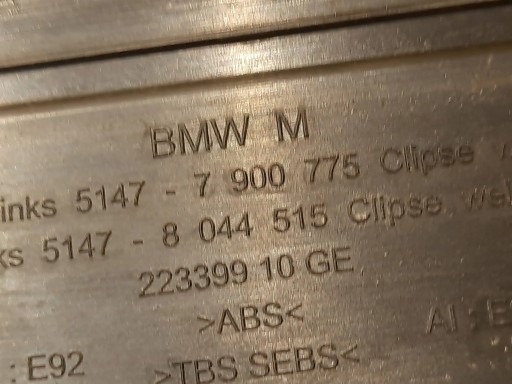 BMW M
inks 5147 - 7 900 775 Clipse
ks 5147 - 8 044 515 Clipse
223399 10 GE
>ABS<
: E92
>TBS SEBS<